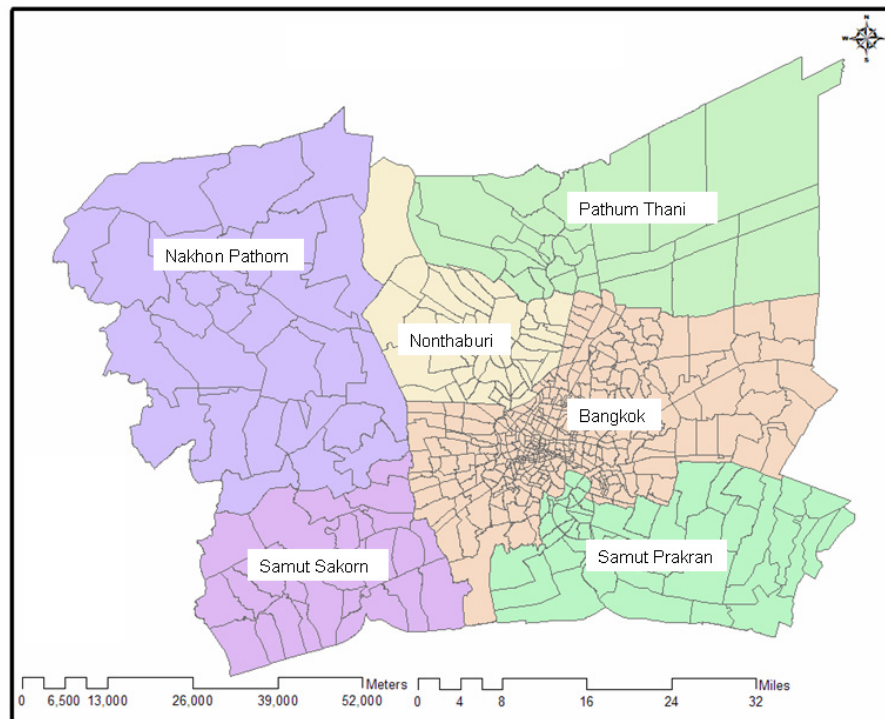 N
W E
S
Pathum Thani
Nakhon Pathom
Nonthaburi
Bangkok
Samut Prakran
Samut Sakorn
Meters
0 6,500 13,000 26,000 39,000 52,000
Miles
0 4 8 16 24 32